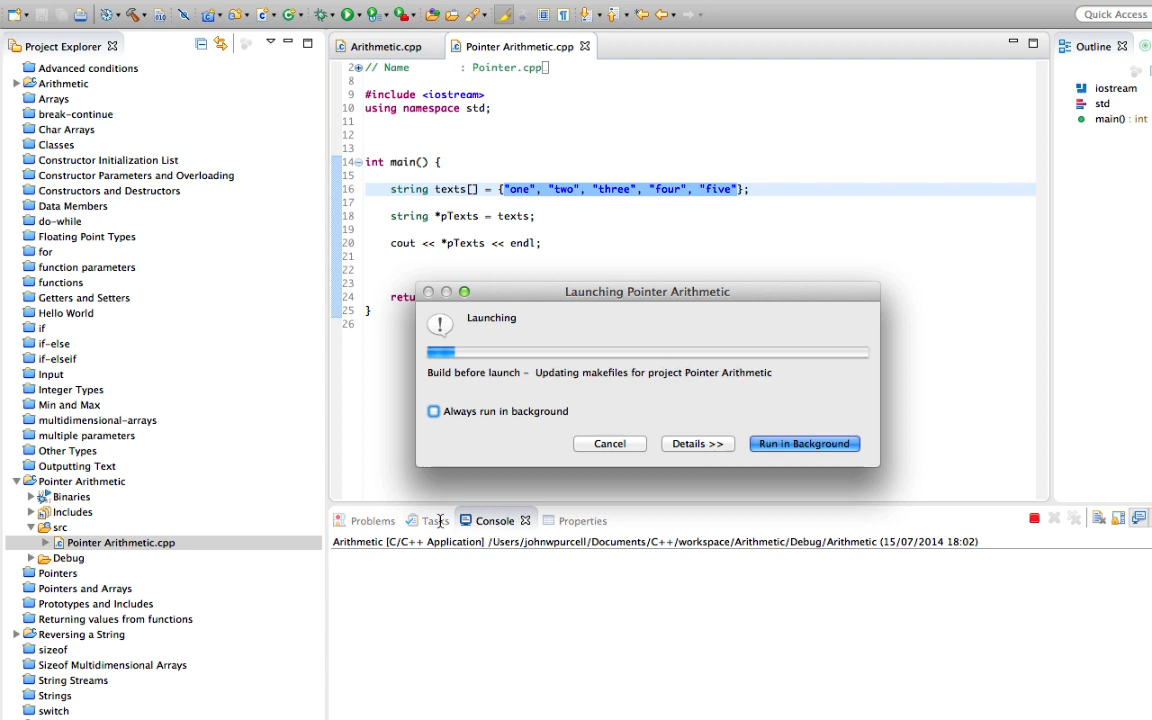 Quick Access
Project Explorer
Advanced conditions
Arithmetic
Arrays
break-continue
Char Arrays
Classes
Constructor Initialization List
Constructor Parameters and Overloading
Constructors and Destructors
Data Members
do-while
Floating Point Types
for
function parameters
functions
Getters and Setters
Hello World
if
if-else
if-elseif
Input
Integer Types
Min and Max
multidimensional-arrays
multiple parameters
Other Types
Outputting Text
Pointer Arithmetic
Binaries
Includes
src
Pointer Arithmetic.cpp
Debug
Pointers
Pointers and Arrays
Prototypes and Includes
Returning values from functions
Reversing a String
sizeof
Sizeof Multidimensional Arrays
String Streams
Strings
switch
Arithmetic.cpp
Pointer Arithmetic.cpp
2 // Name : Pointer.cpp
8
9 #include <iostream>
10 using namespace std;
11
12
13
14 int main() {
15
16 string texts[] = {"one", "two", "three", "four", "five"};
17
18 string *pTexts = texts;
19
20 cout << *pTexts << endl;
21
22
23
24 retu
25 }
26
Launching Pointer Arithmetic
Launching
Build before launch - Updating makefiles for project Pointer Arithmetic
Always run in background
Cancel
Details >>
Run in Background
Problems
Tasks
Console
Properties
Arithmetic [C/C++ Application] /Users/johnwpurcell/Documents/C++/workspace/Arithmetic/Debug/Arithmetic (15/07/2014 18:02)
Outline
iostream
std
main() : int